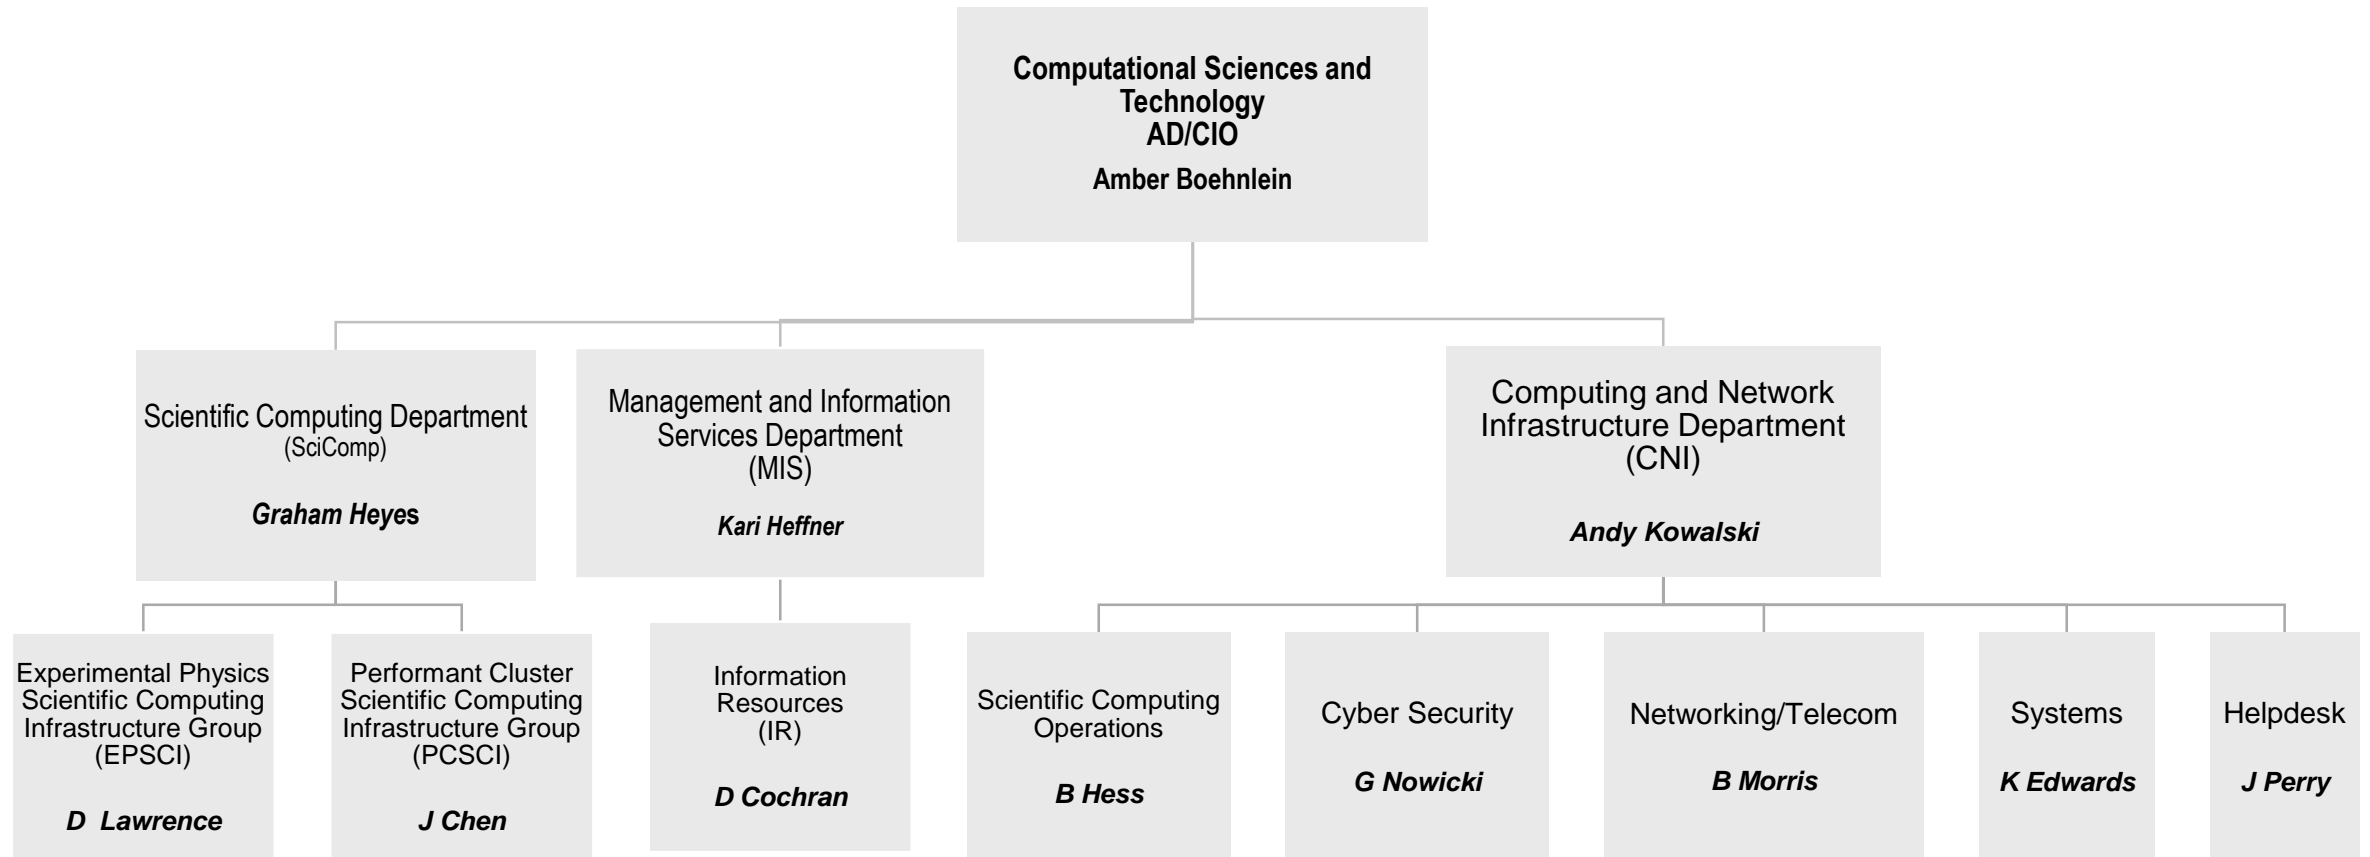 Computational Sciences and
Technology
AD/CIO
Amber Boehnlein
Scientific Computing Department
(SciComp)
Graham Heyes
Management and Information
Services Department
(MIS)
Kari Heffner
Computing and Network
Infrastructure Department
(CNI)
Andy Kowalski
Experimental Physics
Scientific Computing
Infrastructure Group
(EPSCI)
D Lawrence
Performant Cluster
Scientific Computing
Infrastructure Group
(PCSCI)
J Chen
Information
Resources
(IR)
D Cochran
Scientific Computing
Operations
B Hess
Cyber Security
G Nowicki
Networking/Telecom
B Morris
Systems
K Edwards
Helpdesk
J Perry